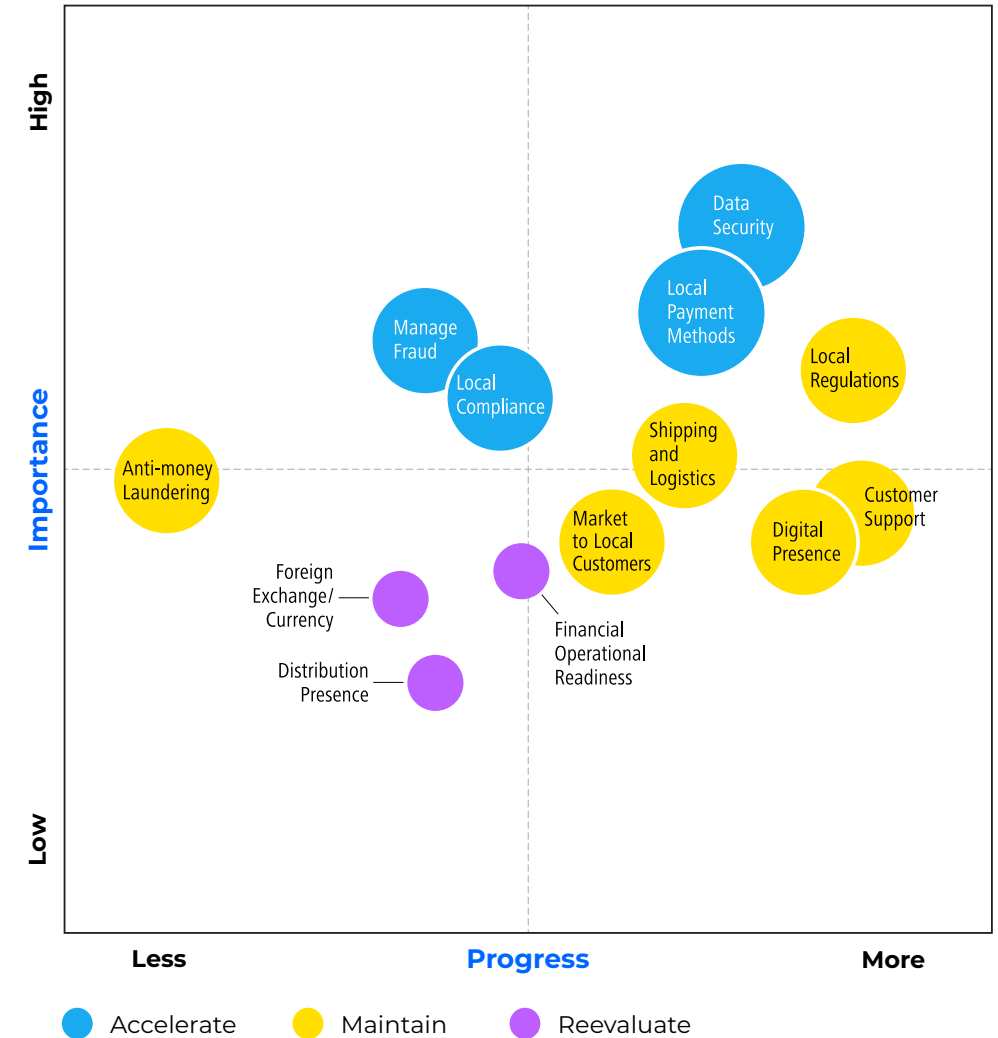 High
Data
Security
Local
Payment
Methods
Manage
Fraud
Local
Compliance
Local
Regulations
Shipping
and
Logistics
Importance
Anti-money
Laundering
Customer
Support
Market
to Local
Customers
Digital
Presence
Foreign
Exchange/
Currency
Financial
Operational
Readiness
Distribution
Presence
Low
Less
Progress
More
Accelerate
Maintain
Reevaluate